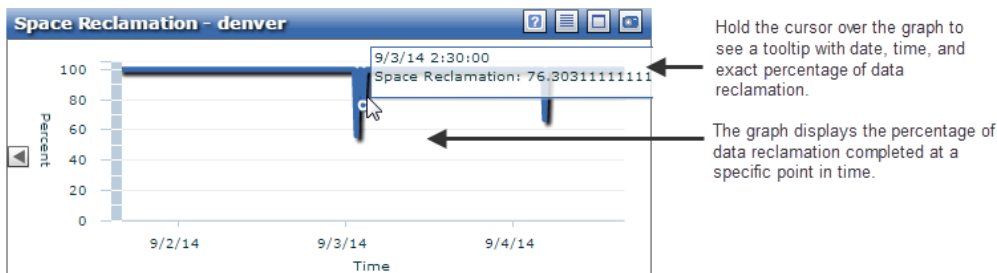 Space Reclamation - denver
?
9/3/14 2:30:00
Space Reclamation: 76.30311111111
100
80
60
40
20
0
Percent
9/2/14
9/3/14
9/4/14
Time
Hold the cursor over the graph to
see a tooltip with date, time, and
exact percentage of data
reclamation.
The graph displays the percentage of
data reclamation completed at a
specific point in time.